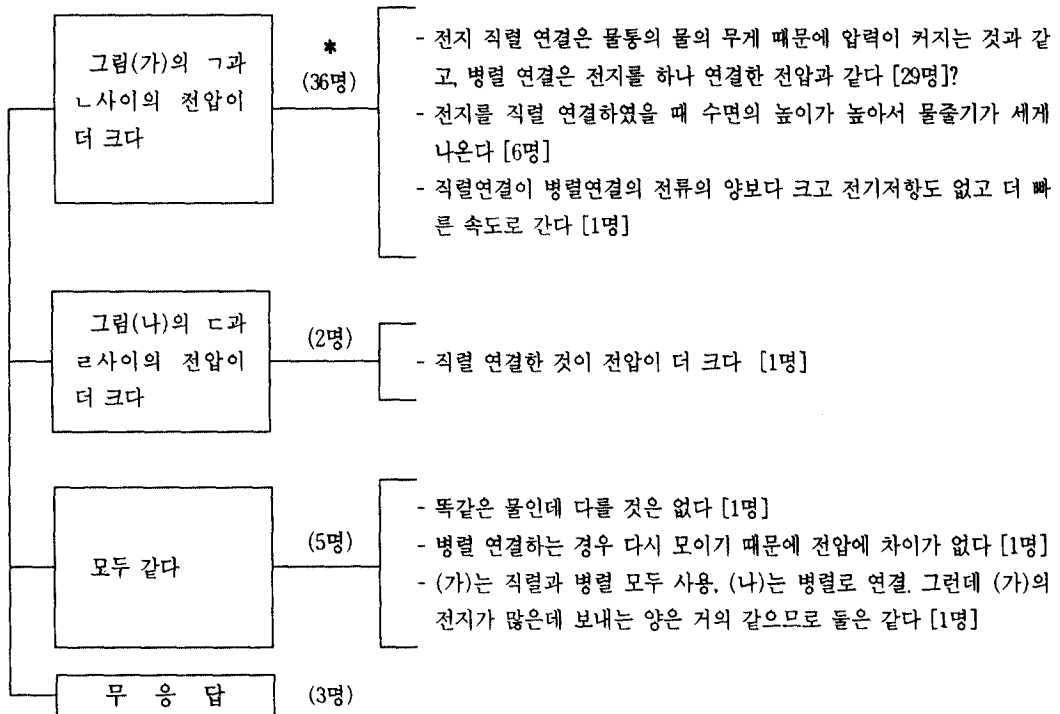 그림(가)의 ㄱ과
ㄴ사이의 전압이
더 크다
*
(36명)
- 전지 직렬 연결은 물통의 물의 무게 때문에 압력이 커지는 것과 같
고, 병렬 연결은 전지를 하나 연결한 전압과 같다 [29명]?
- 전지를 직렬 연결하였을 때 수면의 높이가 높아서 물줄기가 세게
나온다 [6명]
- 직렬연결이 병렬연결의 전류의 양보다 크고 전기저항도 없고 더 빠
른 속도로 간다 [1명]
그림(나)의 ㄷ과
ㄹ사이의 전압이
더 크다
(2명)
- 직렬 연결한 것이 전압이 더 크다 [1명]
모두 같다
(5명)
- 똑같은 물인데 다를 것은 없다 [1명]
- 병렬 연결하는 경우 다시 모이기 때문에 전압에 차이가 없다 [1명]
- (가)는 직렬과 병렬 모두 사용, (나)는 병렬로 연결. 그런데 (가)의
전지가 많은데 보내는 양은 거의 같으므로 둘은 같다 [1명]
무 응 답
(3명)